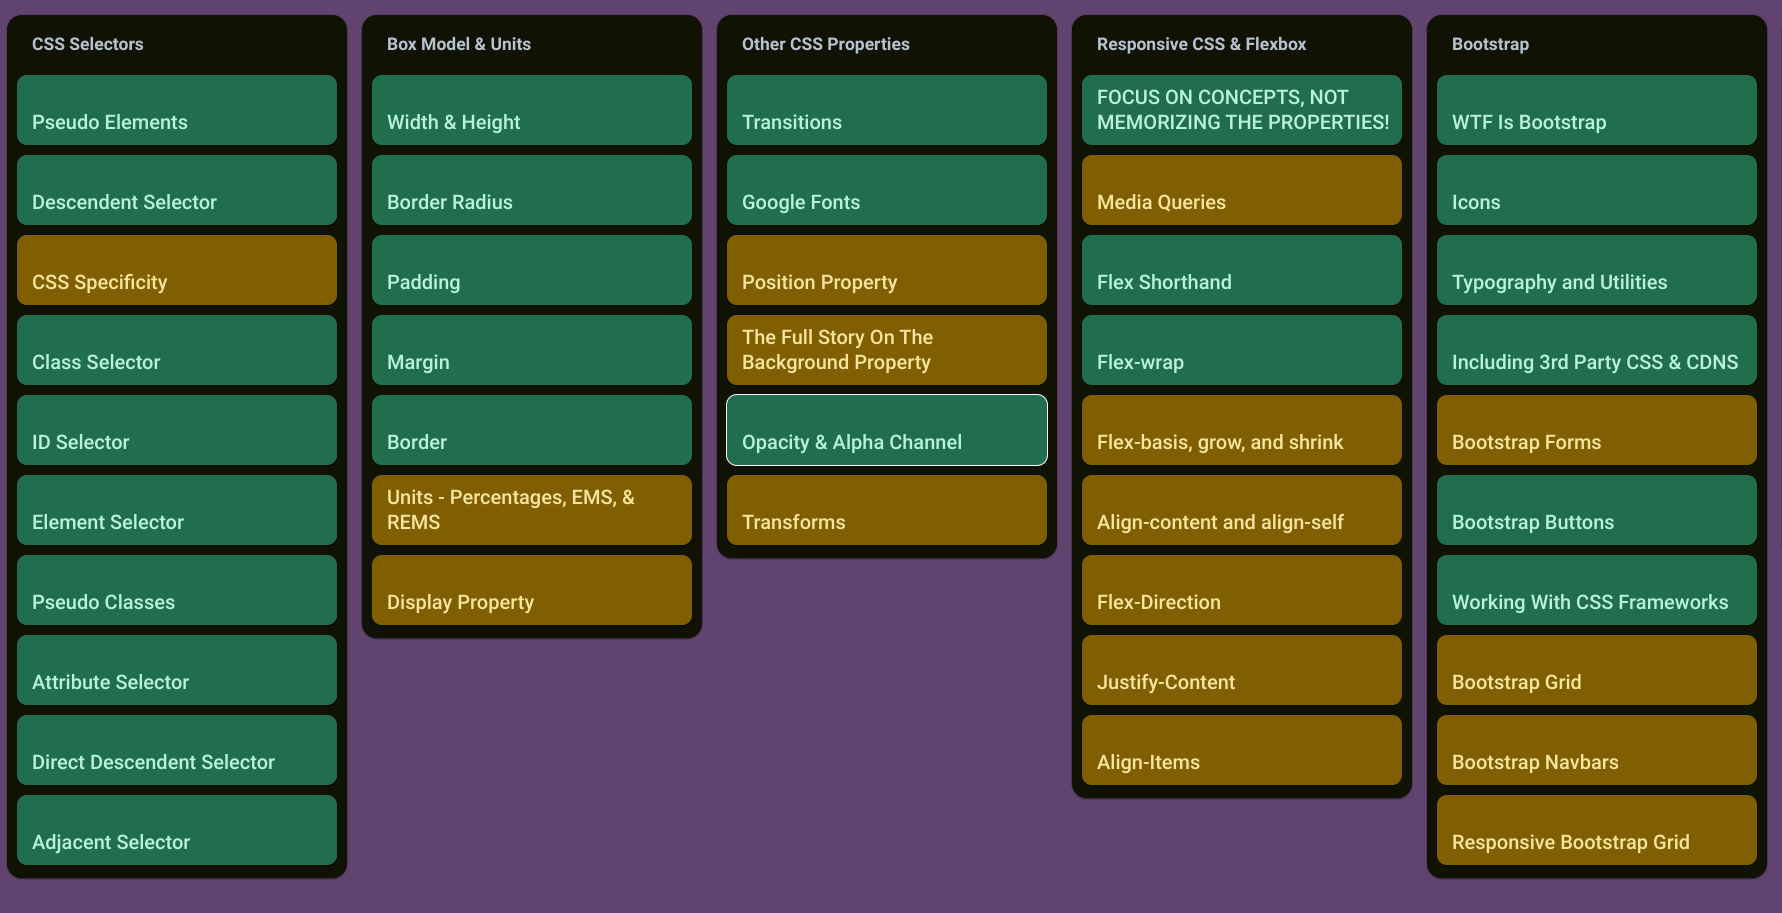 CSS Selectors
Pseudo Elements
Descendent Selector
CSS Specificity
Class Selector
ID Selector
Element Selector
Pseudo Classes
Attribute Selector
Direct Descendent Selector
Adjacent Selector
Box Model & Units
Width & Height
Border Radius
Padding
Margin
Border
Units - Percentages, EMS, &
REMS
Display Property
Other CSS Properties
Transitions
Google Fonts
Position Property
The Full Story On The
Background Property
Opacity & Alpha Channel
Transforms
Responsive CSS & Flexbox
FOCUS ON CONCEPTS, NOT
MEMORIZING THE PROPERTIES!
Media Queries
Flex Shorthand
Flex-wrap
Flex-basis, grow, and shrink
Align-content and align-self
Flex-Direction
Justify-Content
Align-Items
Bootstrap
WTF Is Bootstrap
Icons
Typography and Utilities
Including 3rd Party CSS & CDNS
Bootstrap Forms
Bootstrap Buttons
Working With CSS Frameworks
Bootstrap Grid
Bootstrap Navbars
Responsive Bootstrap Grid